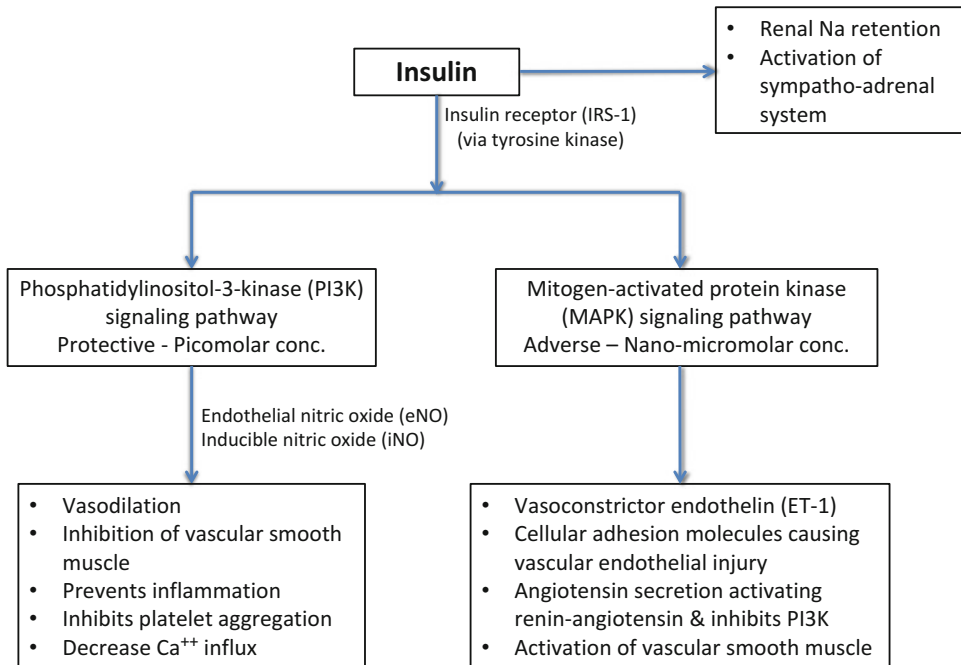 Insulin
• Renal Na retention
• Activation of
sympatho-adrenal
system
Insulin receptor (IRS-1)
(via tyrosine kinase)
Phosphatidylinositol-3-kinase (PI3K)
signaling pathway
Protective - Picomolar conc.
Mitogen-activated protein kinase
(MAPK) signaling pathway
Adverse – Nano-micromolar conc.
Endothelial nitric oxide (eNO)
Inducible nitric oxide (iNO)
• Vasodilation
• Inhibition of vascular smooth
muscle
• Prevents inflammation
• Inhibits platelet aggregation
• Decrease Ca⁺⁺ influx
• Vasoconstrictor endothelin (ET-1)
• Cellular adhesion molecules causing
vascular endothelial injury
• Angiotensin secretion activating
renin-angiotensin & inhibits PI3K
• Activation of vascular smooth muscle